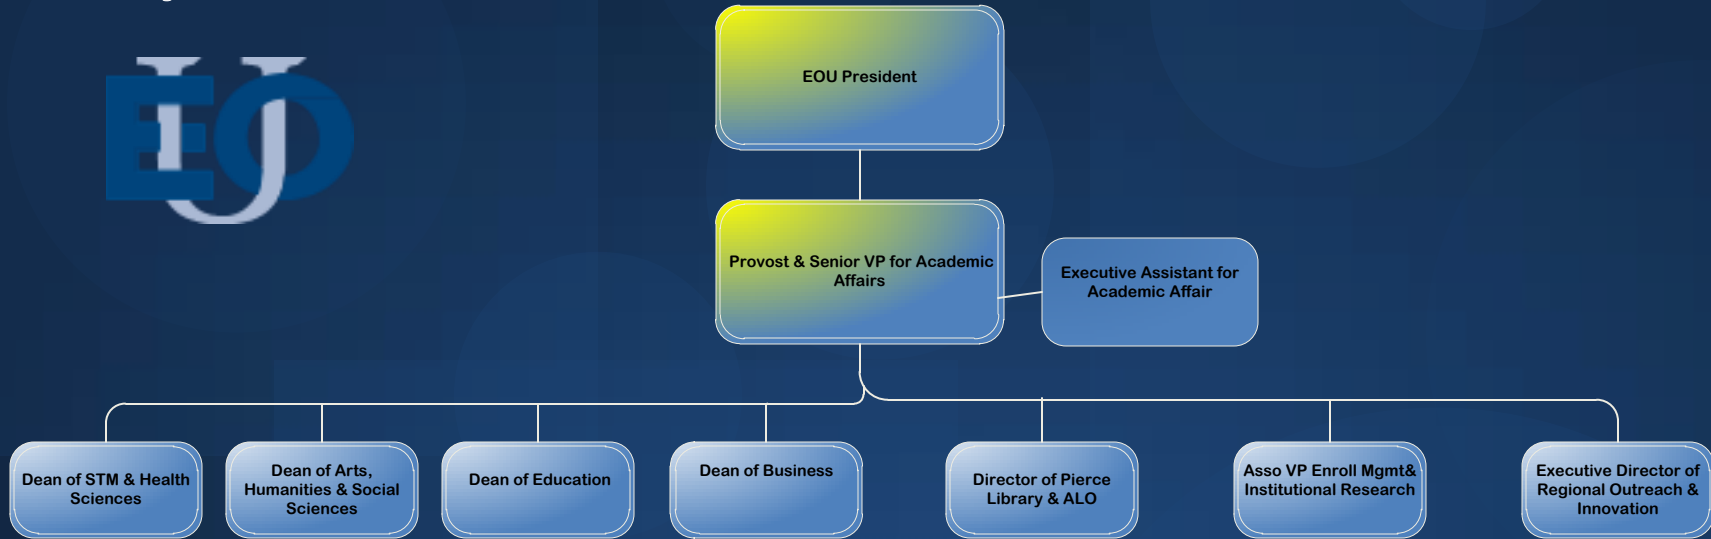 EOU
EOU President
Provost & Senior VP for Academic
Affairs
Executive Assistant for
Academic Affair
Dean of STM & Health
Sciences
Dean of Arts,
Humanities & Social
Sciences
Dean of Education
Dean of Business
Director of Pierce
Library & ALO
Asso VP Enroll Mgmt&
Institutional Research
Executive Director of
Regional Outreach &
Innovation